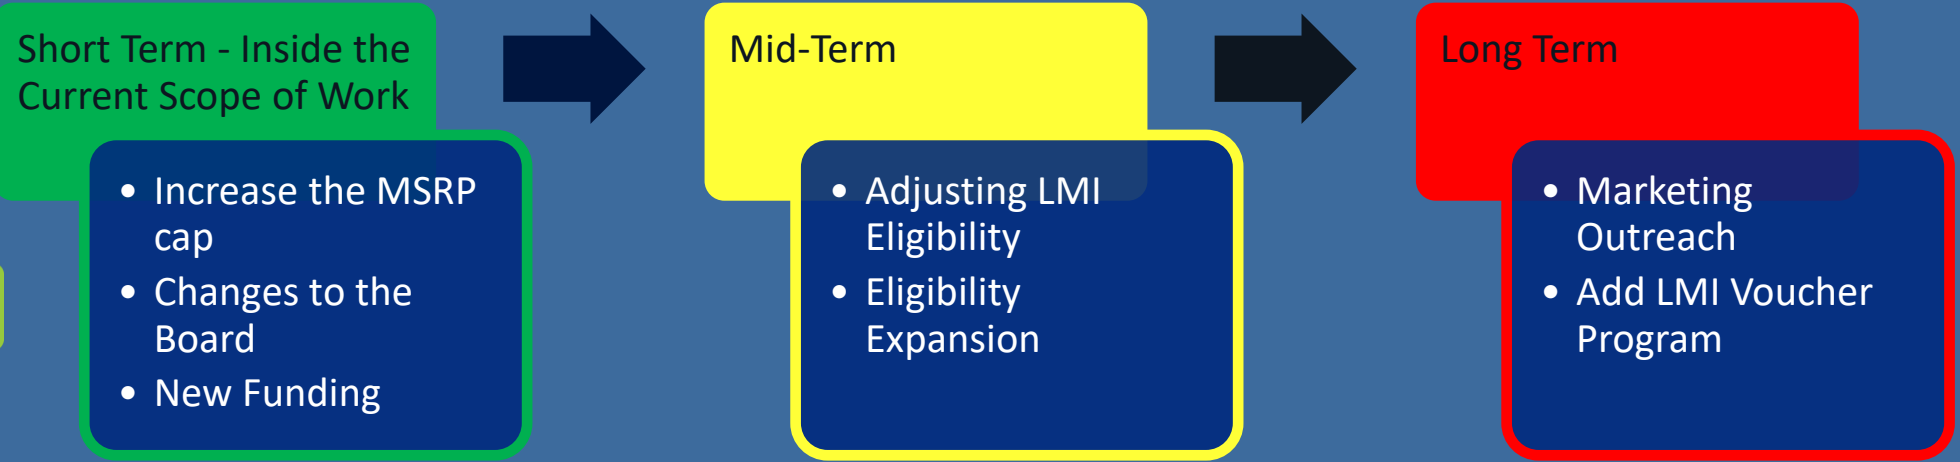 Short Term - Inside the
Current Scope of Work
• Increase the MSRP
cap
• Changes to the
Board
• New Funding
Mid-Term
• Adjusting LMI
Eligibility
• Eligibility
Expansion
Long Term
• Marketing
Outreach
• Add LMI Voucher
Program